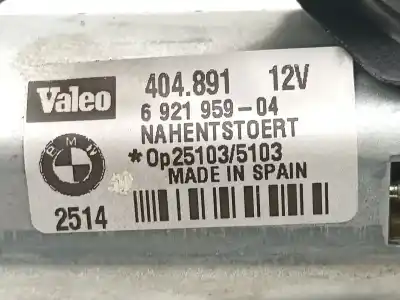 Valeo
404.891 12V
6 921 959-04
NAHENTSTOERT
BMW
*Op25103/5103
MADE IN SPAIN
2514